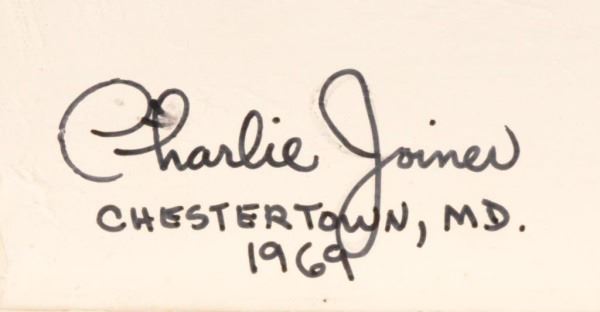 Charlie Joiner
CHESTERTOWN, MD.
1969